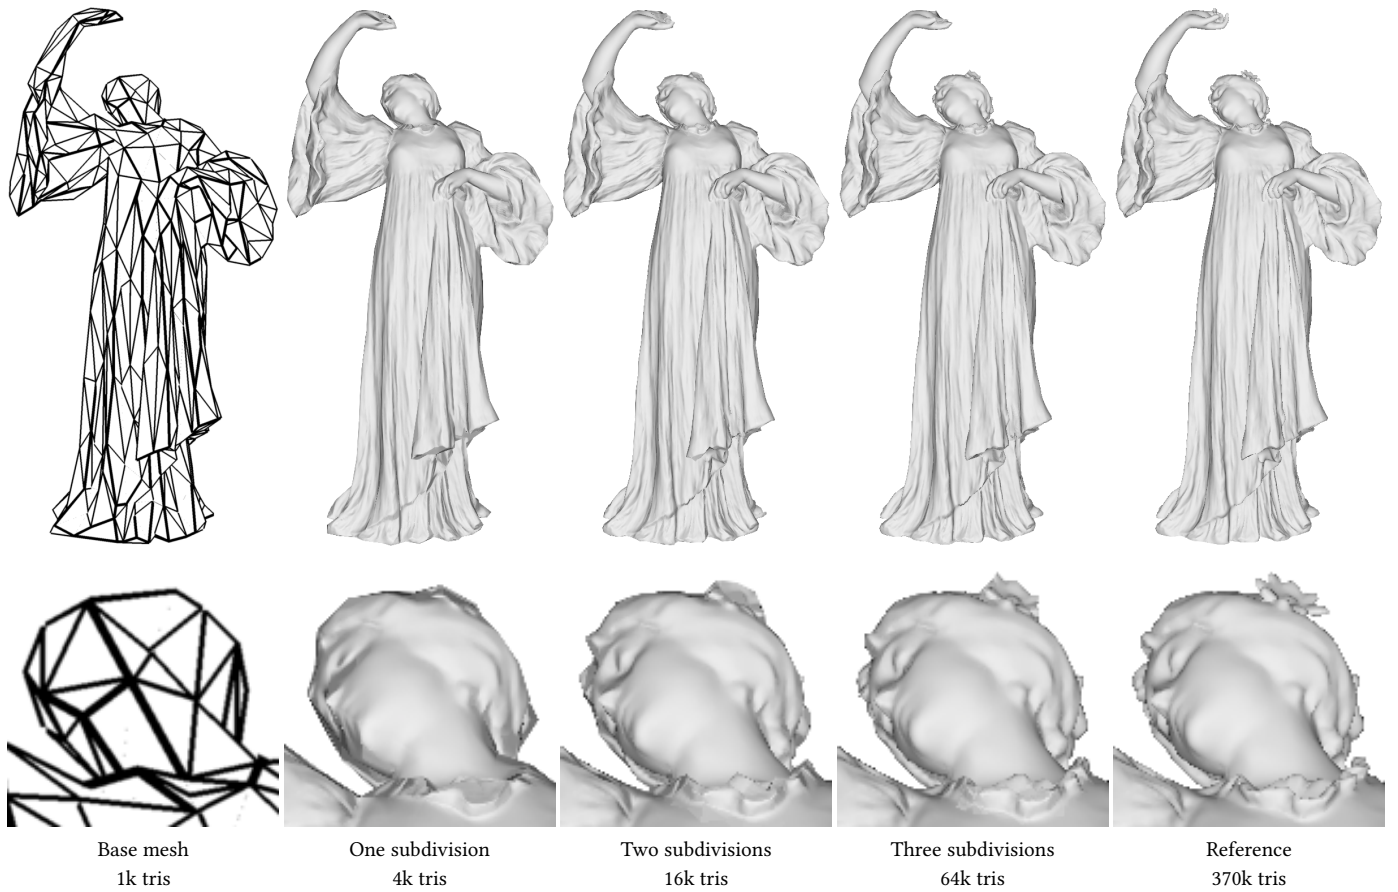 Base mesh
1k tris
One subdivision
4k tris
Two subdivisions
16k tris
Three subdivisions
64k tris
Reference
370k tris